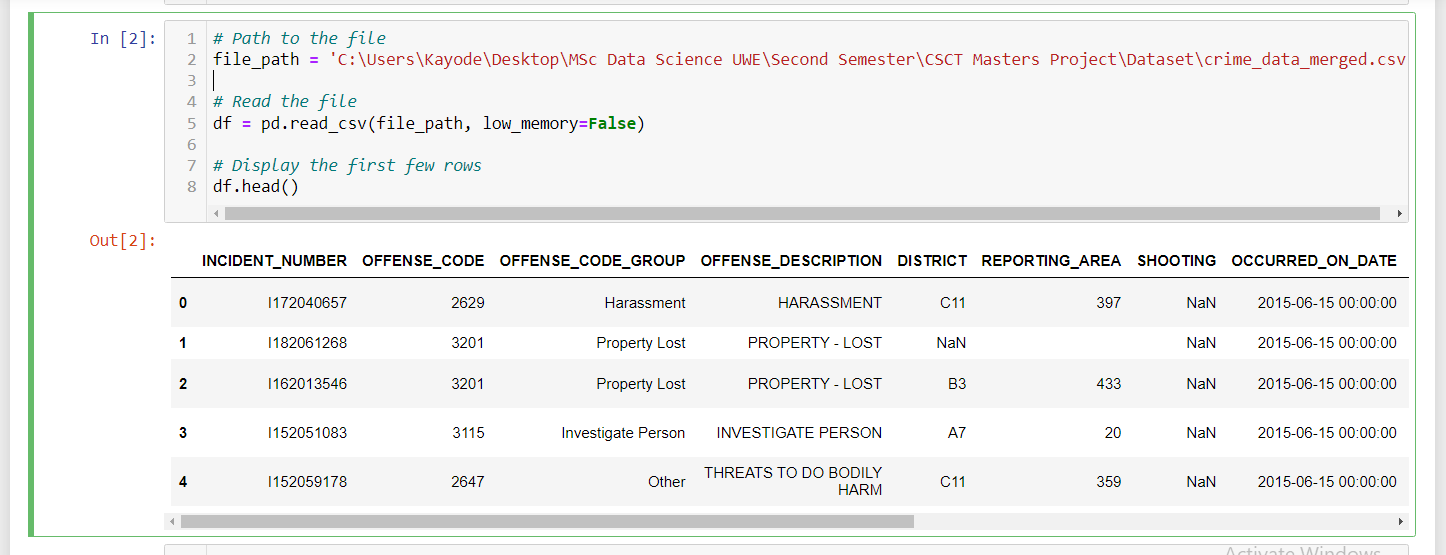 In [2]:
1 # Path to the file
2 file_path = 'C:\Users\Kayode\Desktop\MSc Data Science UWE\Second Semester\CSCT Masters Project\Dataset\crime_data_merged.csv
3
4 # Read the file
5 df = pd.read_csv(file_path, low_memory=False)
6
7 # Display the first few rows
8 df.head()
Out[2]:
INCIDENT_NUMBER OFFENSE_CODE OFFENSE_CODE_GROUP OFFENSE_DESCRIPTION DISTRICT REPORTING_AREA SHOOTING OCCURRED_ON_DATE
0 I172040657 2629 Harassment HARASSMENT C11 397 NaN 2015-06-15 00:00:00
1 I182061268 3201 Property Lost PROPERTY - LOST NaN NaN 2015-06-15 00:00:00
2 I162013546 3201 Property Lost PROPERTY - LOST B3 433 NaN 2015-06-15 00:00:00
3 I152051083 3115 Investigate Person INVESTIGATE PERSON A7 20 NaN 2015-06-15 00:00:00
4 I152059178 2647 Other THREATS TO DO BODILY HARM C11 359 NaN 2015-06-15 00:00:00
Activate Windows